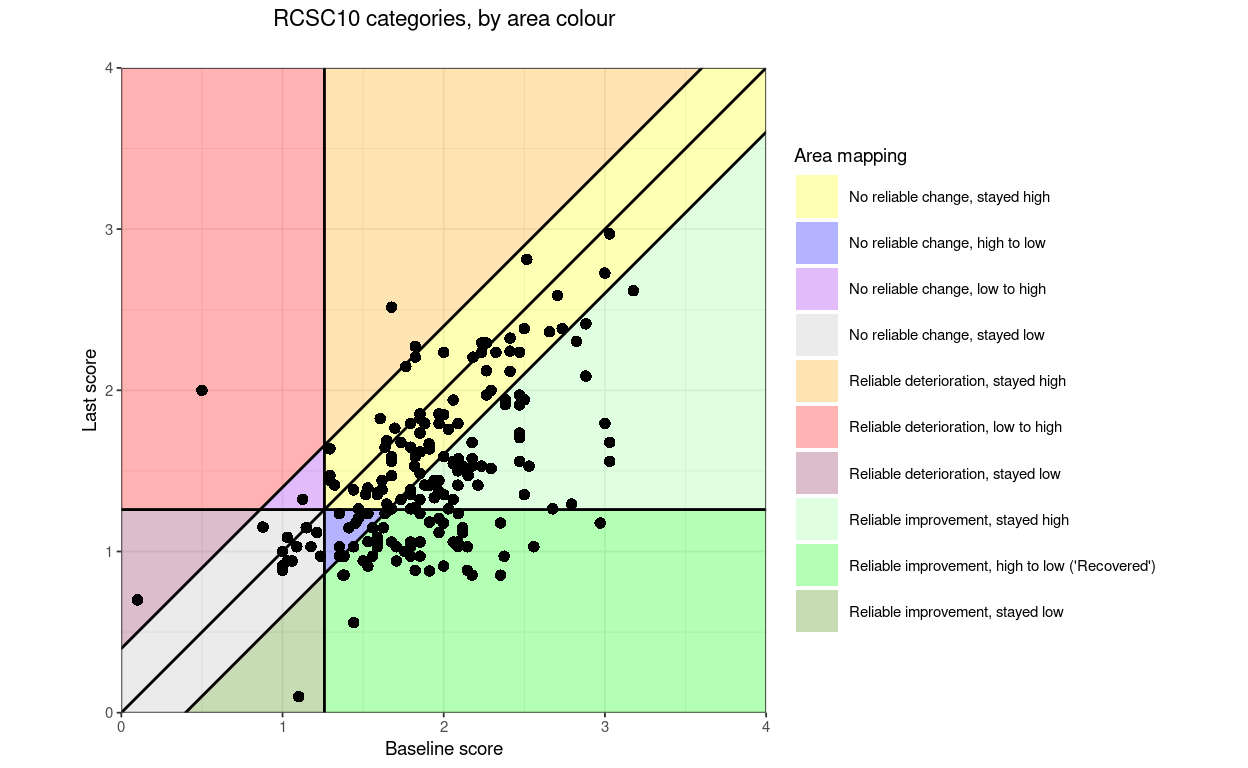 RCSC10 categories, by area colour
4
3
2
1
0
Last score
0 1 2 3 4
Baseline score
Area mapping
No reliable change, stayed high
No reliable change, high to low
No reliable change, low to high
No reliable change, stayed low
Reliable deterioration, stayed high
Reliable deterioration, low to high
Reliable deterioration, stayed low
Reliable improvement, stayed high
Reliable improvement, high to low ('Recovered')
Reliable improvement, stayed low